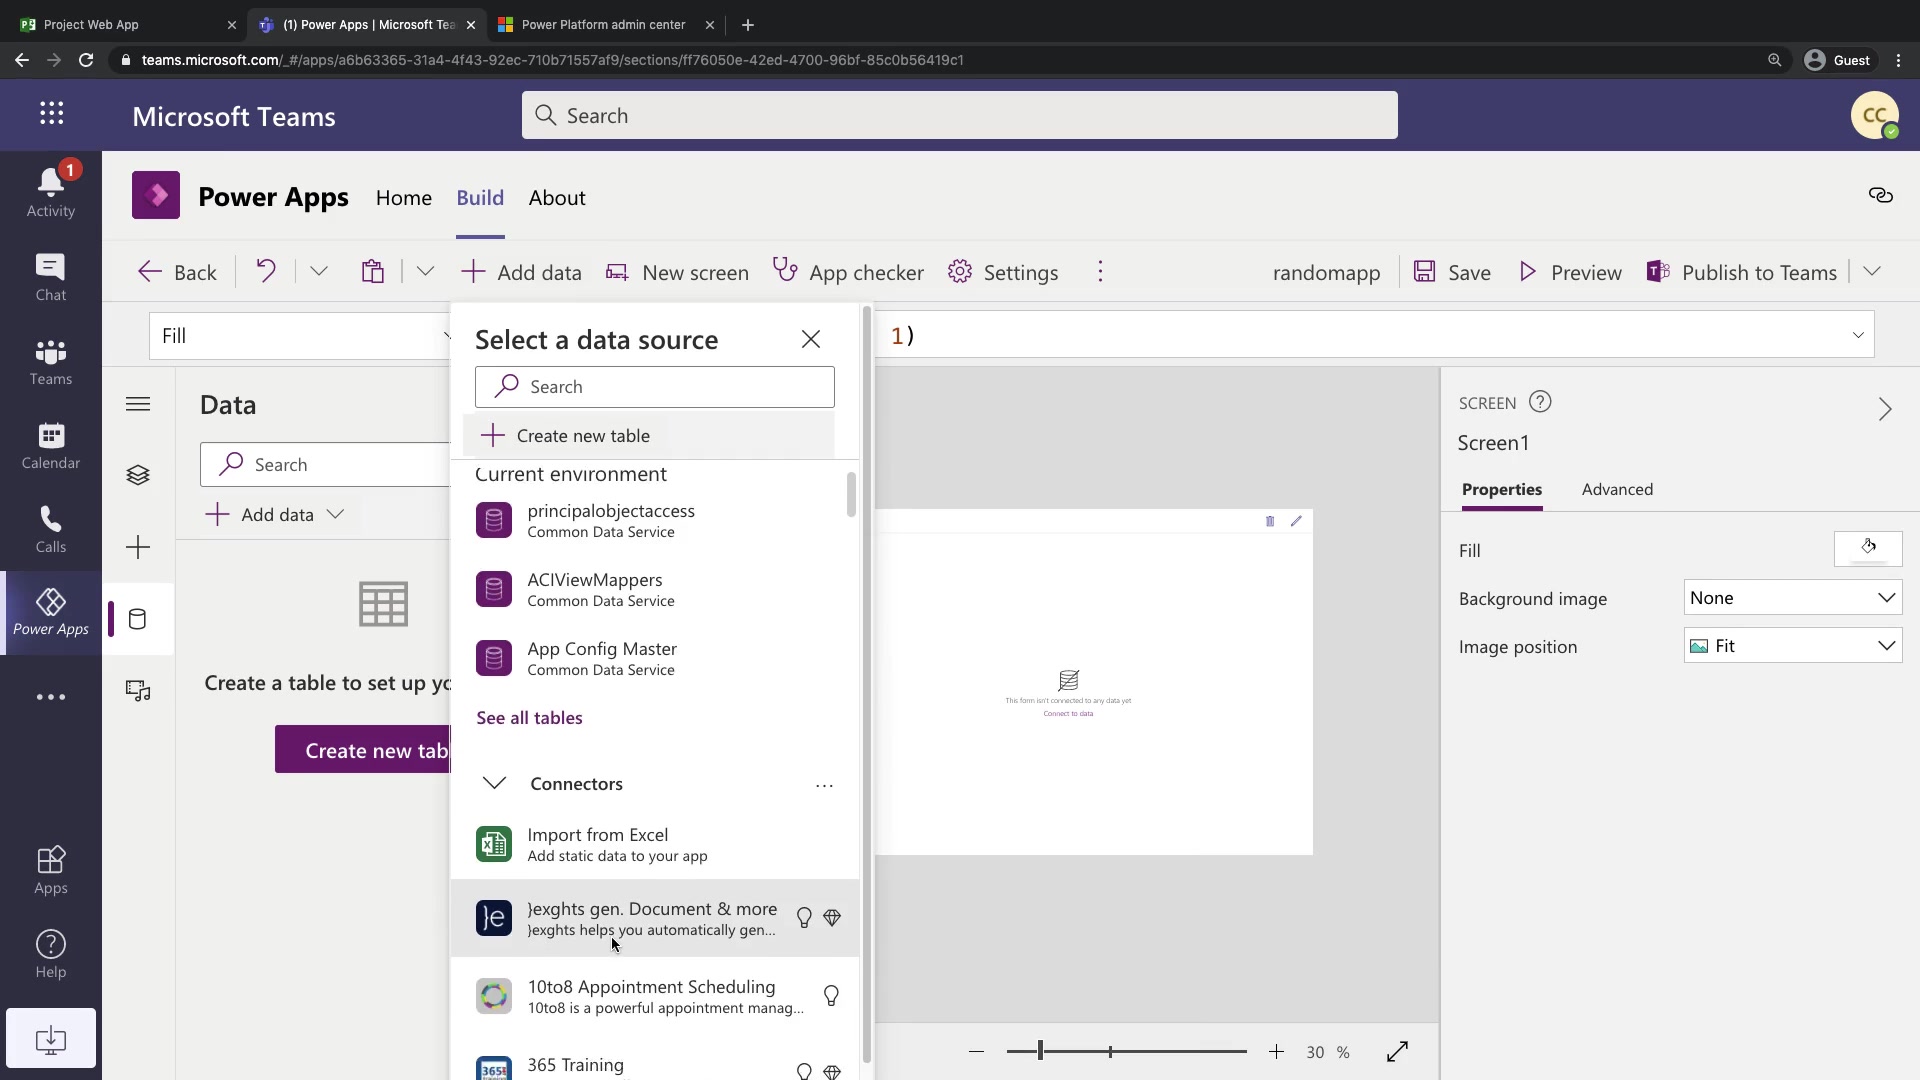 Project Web App
(1) Power Apps | Microsoft Tea
Power Platform admin center
teams.microsoft.com/_#/apps/a6b63365-31a4-4f43-92ec-710b71557af9/sections/ff76050e-42ed-4700-96bf-85c0b56419c1
Guest
Microsoft Teams
Search
CC
1
Activity
Chat
Teams
Calendar
Calls
Power Apps
Apps
Help
Power Apps
Home
Build
About
Back
Add data
New screen
App checker
Settings
randomapp
Save
Preview
Publish to Teams
Fill
1)
Data
Search
Add data
Create a table to set up yo
Create new tab
Select a data source
Search
Create new table
Current environment
principalobjectaccess
Common Data Service
ACIViewMappers
Common Data Service
App Config Master
Common Data Service
See all tables
Connectors
Import from Excel
Add static data to your app
}exghts gen. Document & more
}exghts helps you automatically gen...
10to8 Appointment Scheduling
10to8 is a powerful appointment manag...
365 Training
This form isn't connected to any data yet
Connect to data
30 %
SCREEN
Screen1
Properties
Advanced
Fill
Background image
None
Image position
Fit